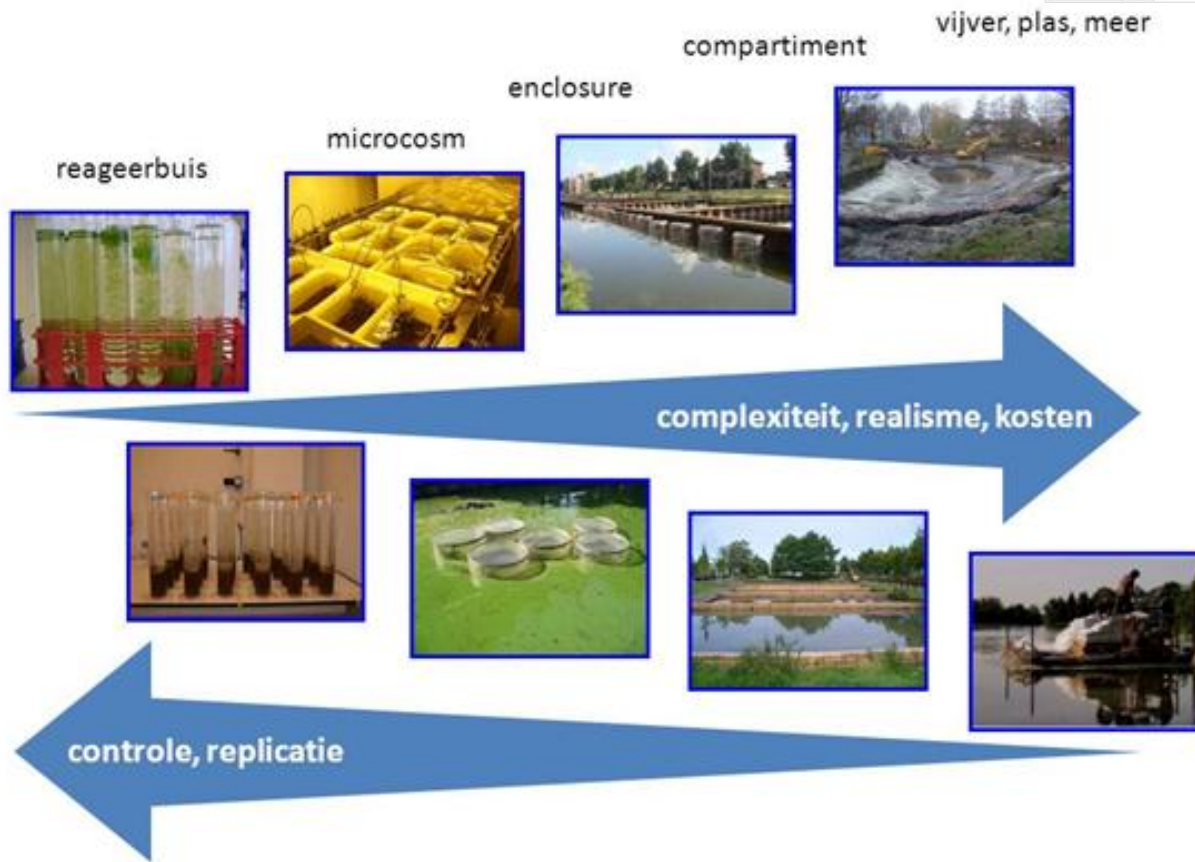 vijver, plas, meer
compartiment
enclosure
microcosm
reageerbuis
complexiteit, realisme, kosten
controle, replicatie